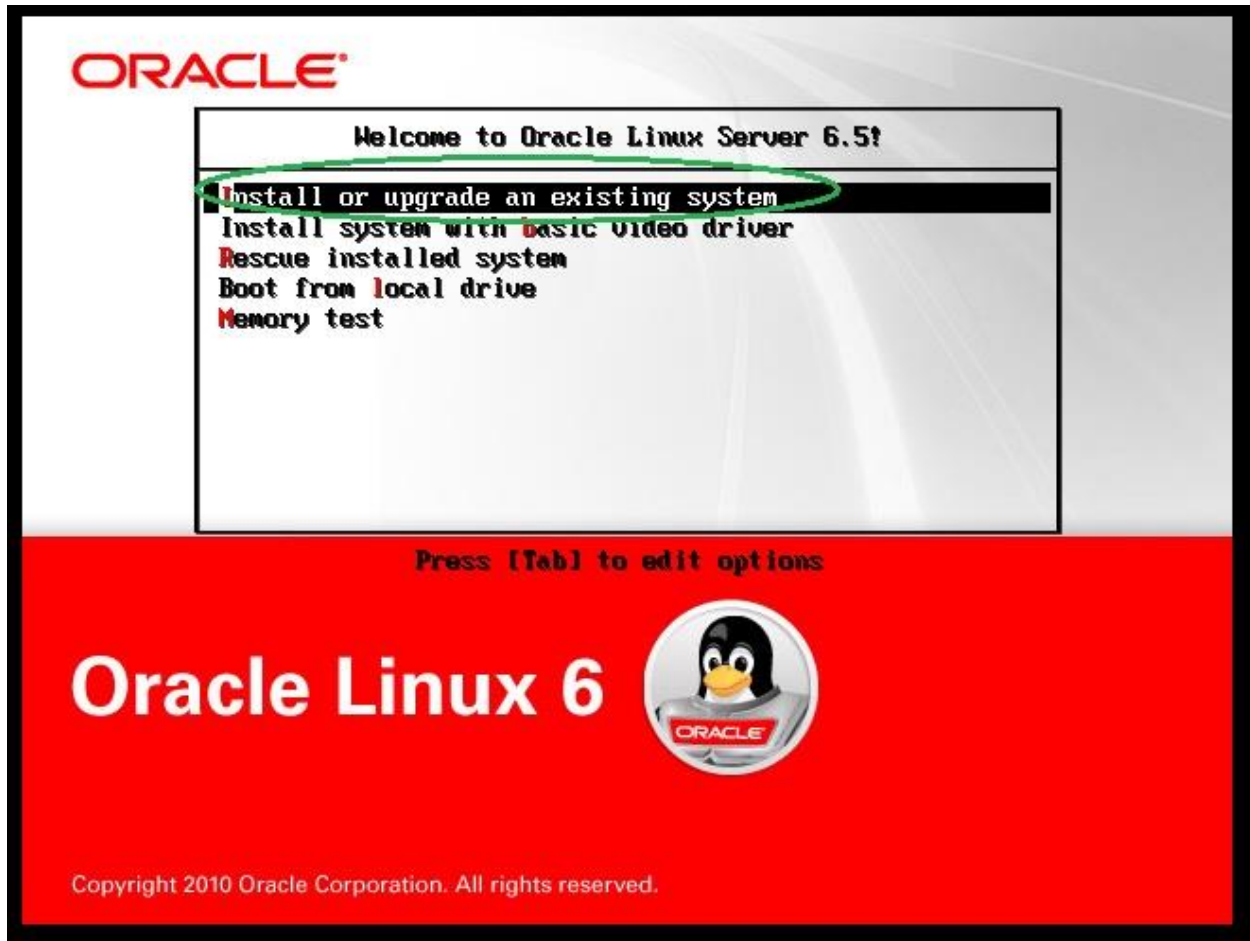 ORACLE®
Welcome to Oracle Linux Server 6.5!
Install or upgrade an existing system
Install system with basic video driver
Rescue installed system
Boot from local drive
Memory test
Press [Tab] to edit options
Oracle Linux 6
ORACLE
Copyright 2010 Oracle Corporation. All rights reserved.